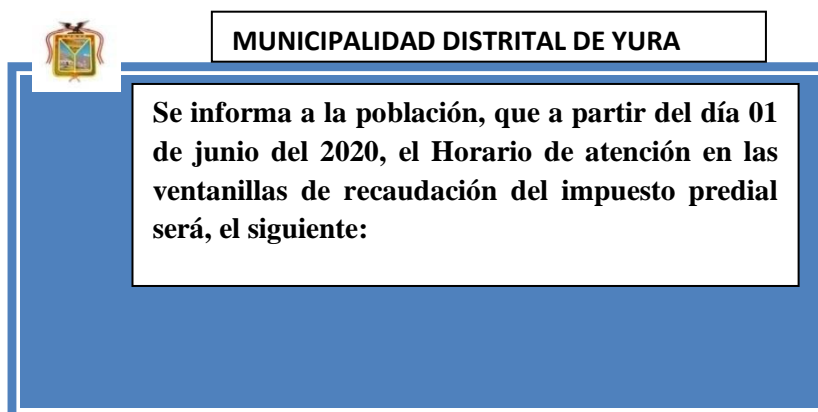 MUNICIPALIDAD DISTRITAL DE YURA
Se informa a la población, que a partir del día 01
de junio del 2020, el Horario de atención en las
ventanillas de recaudación del impuesto predial
será, el siguiente: